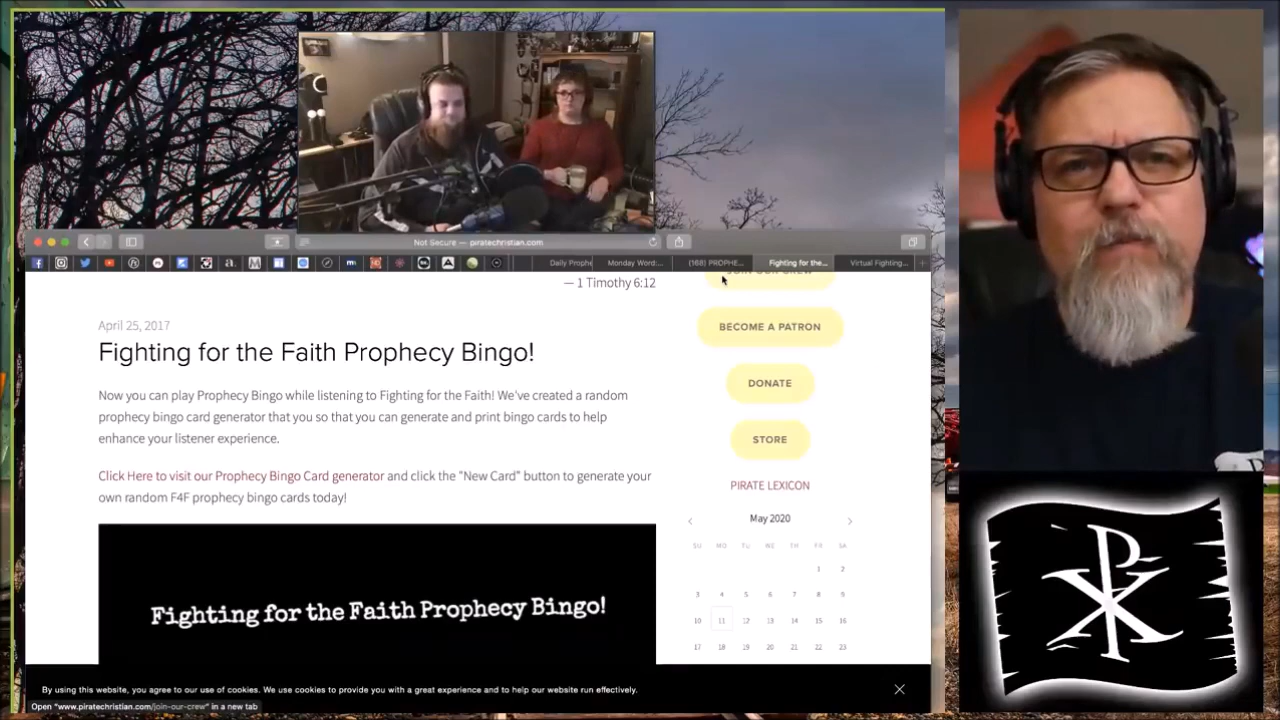 Not Secure — piratechristian.com
Daily Prophe
Monday Word:...
(168) PROPHE...
Fighting for the...
Virtual Fighting...
— 1 Timothy 6:12
JOIN OUR CREW
April 25, 2017
Fighting for the Faith Prophecy Bingo!
Now you can play Prophecy Bingo while listening to Fighting for the Faith! We've created a random
prophecy bingo card generator that you so that you can generate and print bingo cards to help
enhance your listener experience.
Click Here to visit our Prophecy Bingo Card generator and click the "New Card" button to generate your
own random F4F prophecy bingo cards today!
Fighting for the Faith Prophecy Bingo!
BECOME A PATRON
DONATE
STORE
PIRATE LEXICON
May 2020
SU MO TU WE TH FR SA
1 2
3 4 5 6 7 8 9
10 11 12 13 14 15 16
17 18 19 20 21 22 23
By using this website, you agree to our use of cookies. We use cookies to provide you with a great experience and to help our website run effectively.
Open "www.piratechristian.com/join-our-crew" in a new tab